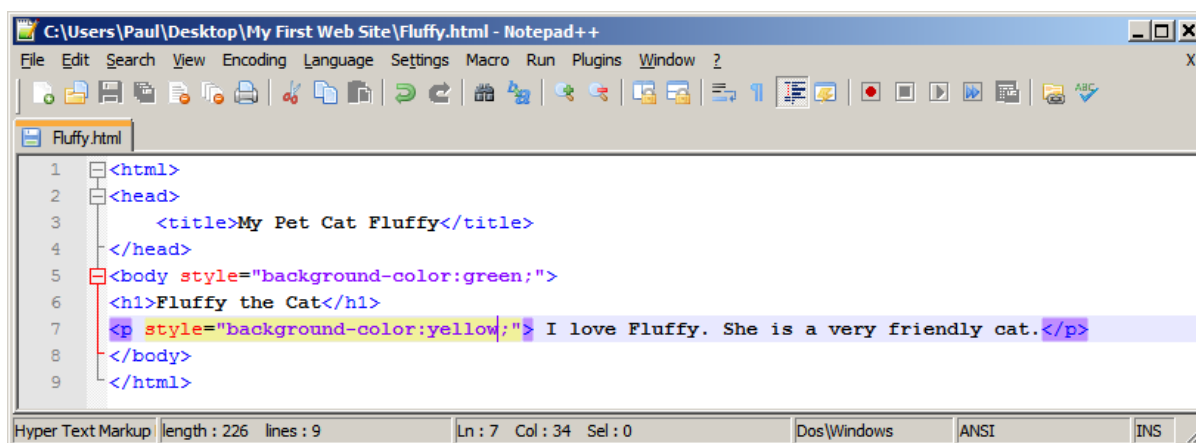 C:\Users\Paul\Desktop\My First Web Site\Fluffy.html - Notepad++
File Edit Search View Encoding Language Settings Macro Run Plugins Window ? X
ABC
Fluffy.html
1 <html>
2 <head>
3 <title>My Pet Cat Fluffy</title>
4 </head>
5 <body style="background-color:green;">
6 <h1>Fluffy the Cat</h1>
7 <p style="background-color:yellow;"> I love Fluffy. She is a very friendly cat.</p>
8 </body>
9 </html>
Hyper Text Markup length : 226 lines : 9 Ln : 7 Col : 34 Sel : 0 Dos\Windows ANSI INS